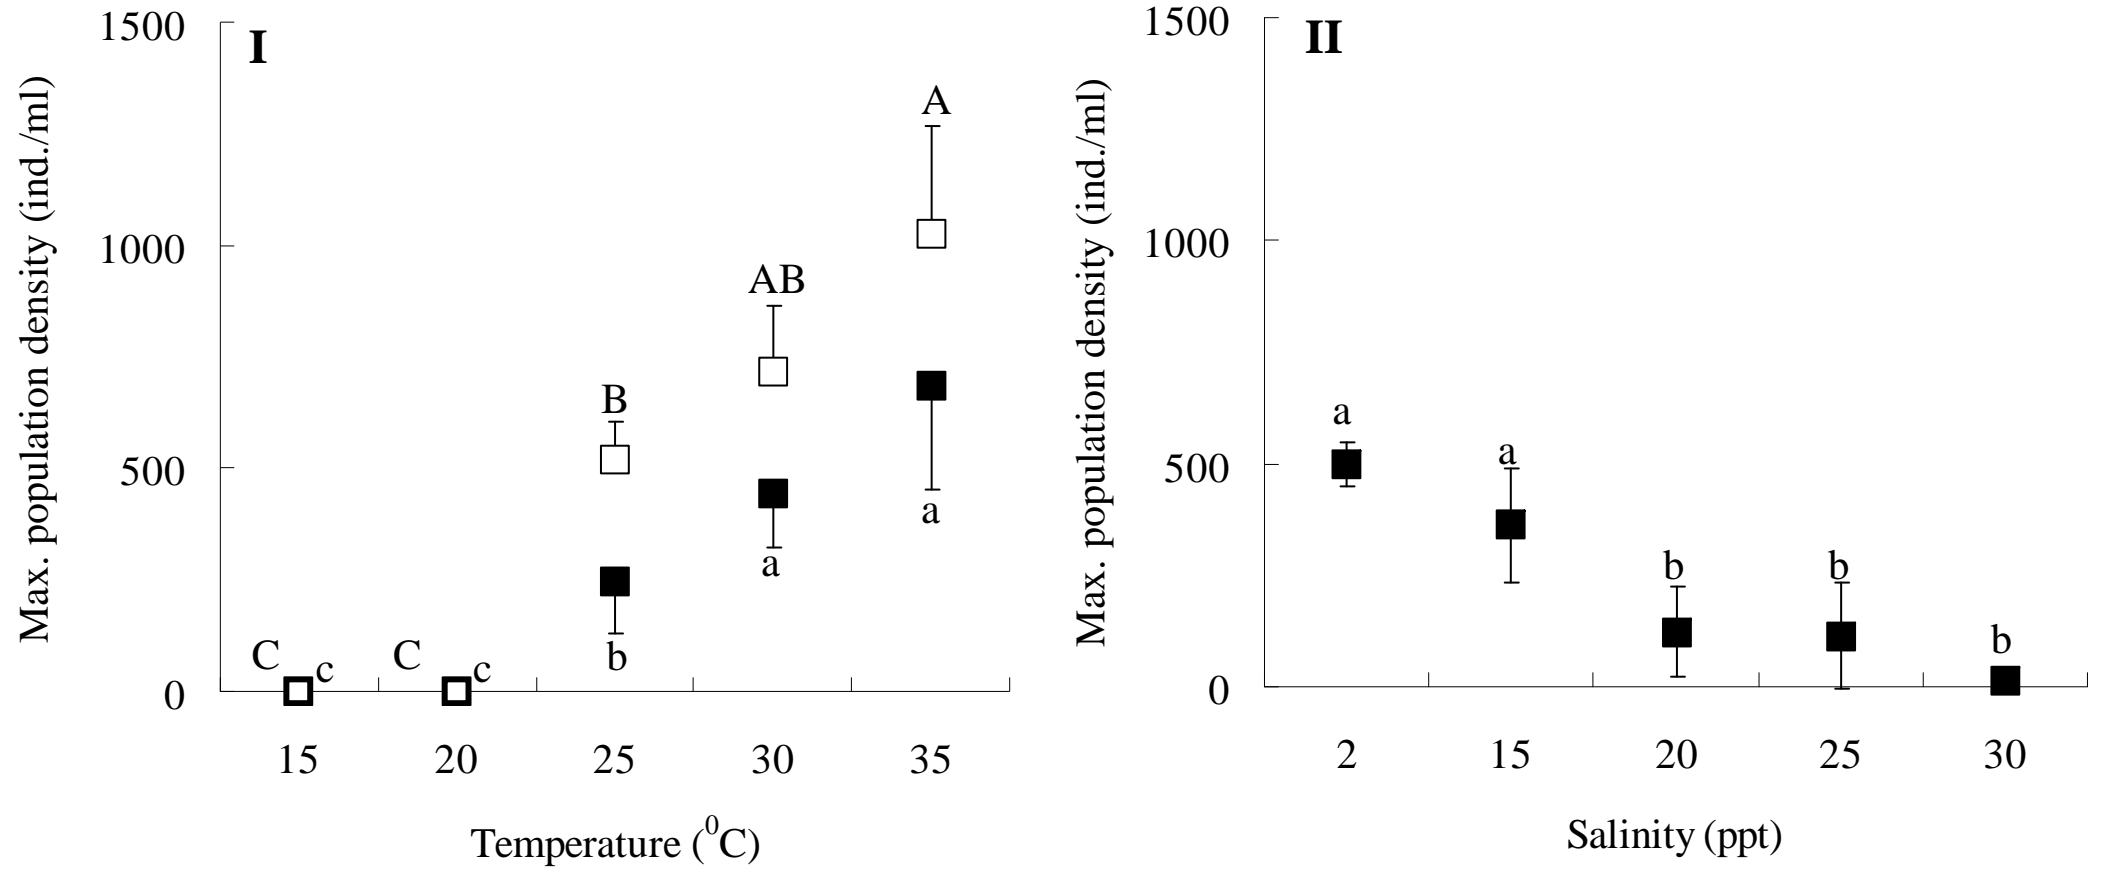 I
Max. population density (ind./ml)
1500
1000
500
0
A
AB
B
a
a
b
C c C c
15 20 25 30 35
Temperature (⁰C)
II
Max. population density (ind./ml)
1500
1000
500
0
a
a
b
b
b
2 15 20 25 30
Salinity (ppt)